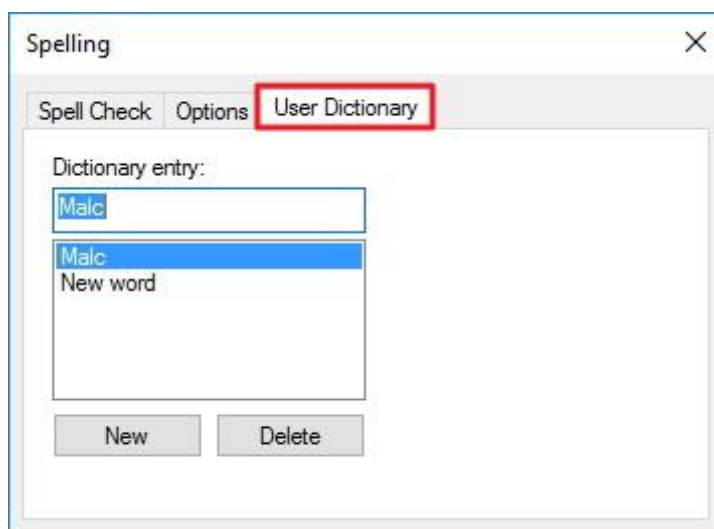 Spelling
Spell Check Options User Dictionary
Dictionary entry:
Malc
Malc
New word
New Delete